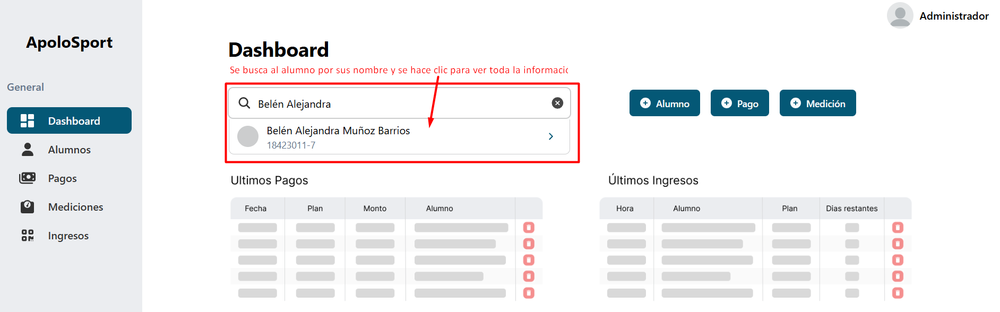 Administrador
ApoloSport
Dashboard
Se busca al alumno por sus nombre y se hace clic para ver toda la informacic
General
Belén Alejandra
Alumno
Pago
Medición
Dashboard
Belén Alejandra Muñoz Barrios
18423011-7
Alumnos
Pagos
Mediciones
Ingresos
Ultimos Pagos
Fecha Plan Monto Alumno
Últimos Ingresos
Hora Alumno Plan Dias restantes